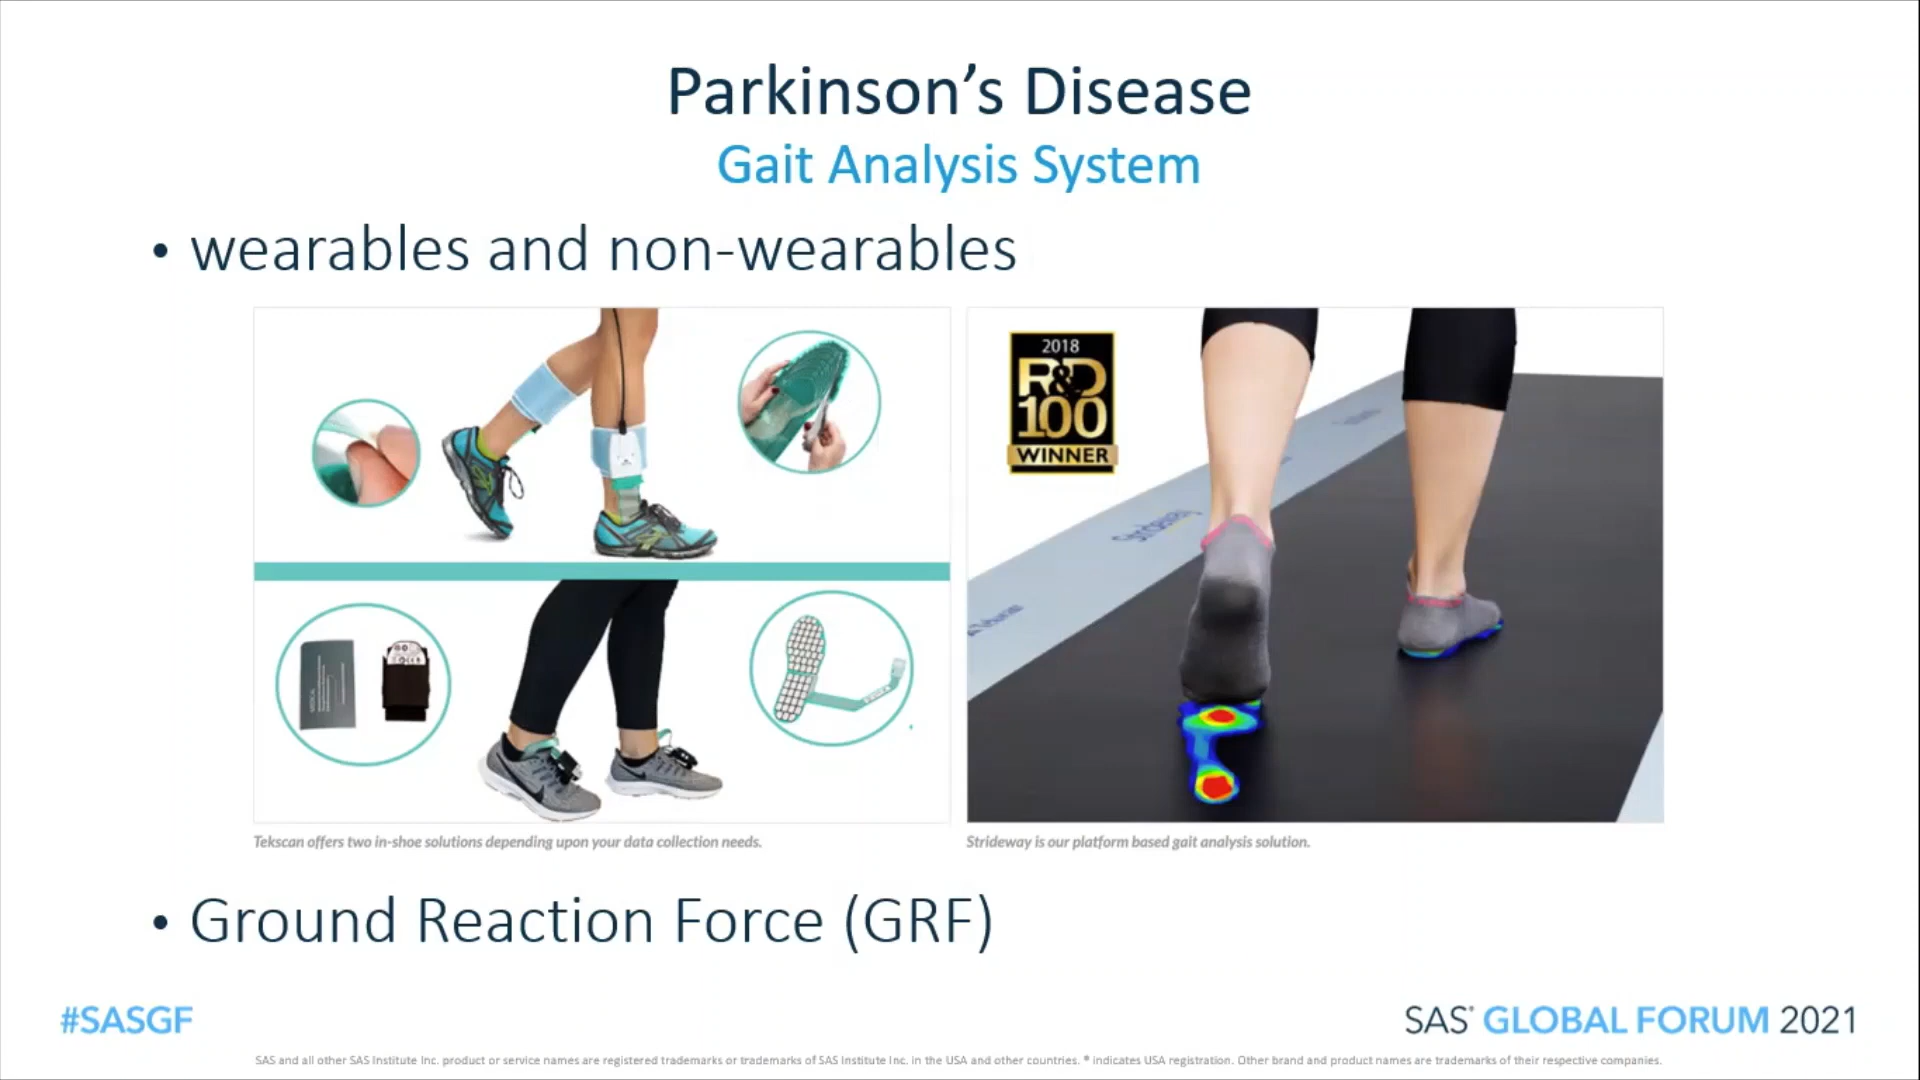 Parkinson’s Disease
Gait Analysis System
• wearables and non-wearables
2018
R&D
100
WINNER
Strideway
Tekscan offers two in-shoe solutions depending upon your data collection needs.
Strideway is our platform based gait analysis solution.
• Ground Reaction Force (GRF)
#SASGF
SAS® GLOBAL FORUM 2021
SAS and all other SAS Institute Inc. product or service names are registered trademarks or trademarks of SAS Institute Inc. in the USA and other countries. ® indicates USA registration. Other brand and product names are trademarks of their respective companies.